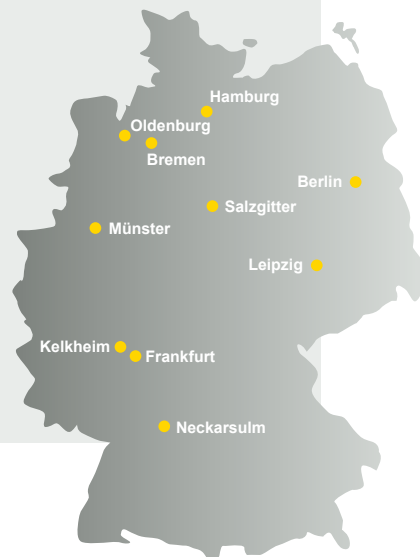 Hamburg
Oldenburg
Bremen
Berlin
Salzgitter
Münster
Leipzig
Kelkheim
Frankfurt
Neckarsulm